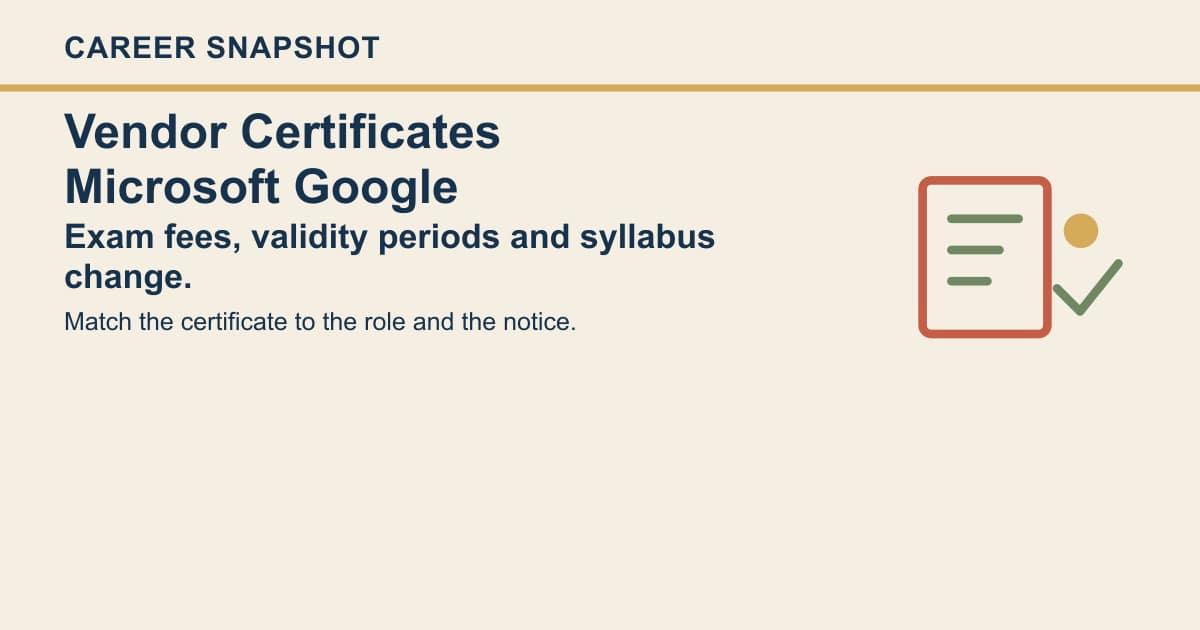 CAREER SNAPSHOT
Vendor Certificates
Microsoft Google
Exam fees, validity periods and syllabus
change.
Match the certificate to the role and the notice.